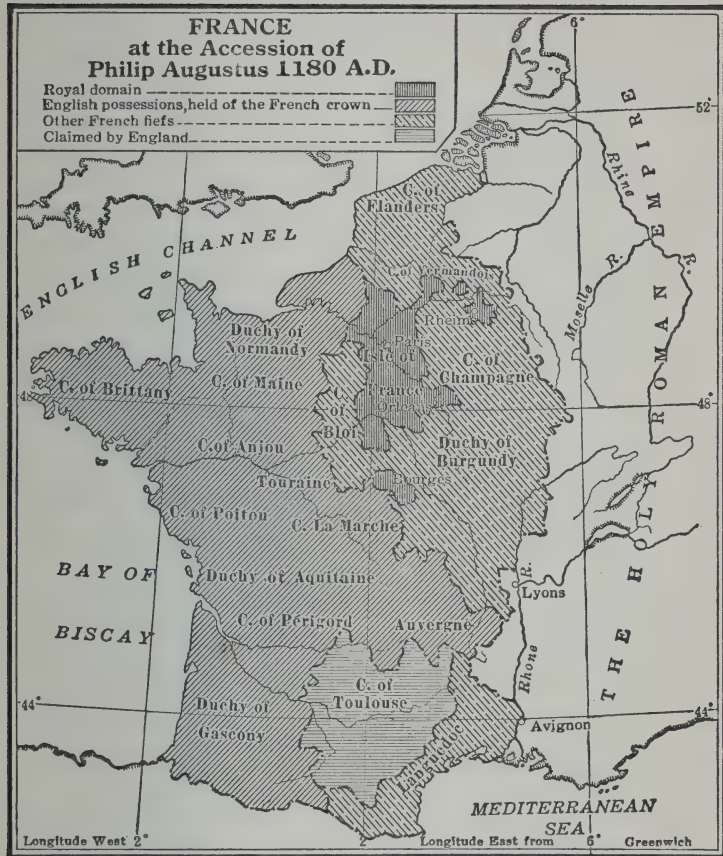 FRANCE
at the Accession of
Philip Augustus 1180 A.D.
Royal domain
English possessions, held of the French crown
Other French fiefs
Claimed by England
6°
52°
ENGLISH CHANNEL
C. of
Flanders
Rhine
R.
THE HOLY ROMAN EMPIRE
C. of Vermandois
Moselle R.
Rheims
Duchy of
Normandy
Paris
Isle of
France
C. of
Champagne
C. of Brittany
C. of Maine
48°
48°
C.
of
Blois
Orleans
C. of Anjou
Duchy of
Burgundy
Touraine
Bourges
C. of Poitou
C. La Marche
BAY OF
BISCAY
Duchy of Aquitaine
Lyons
C. of Périgord
Auvergne
Rhone R.
C. of
Toulouse
44°
44°
Duchy of
Gascony
Avignon
Languedoc
MEDITERRANEAN
SEA
Longitude West 2°
2°
Longitude East from
6°
Greenwich